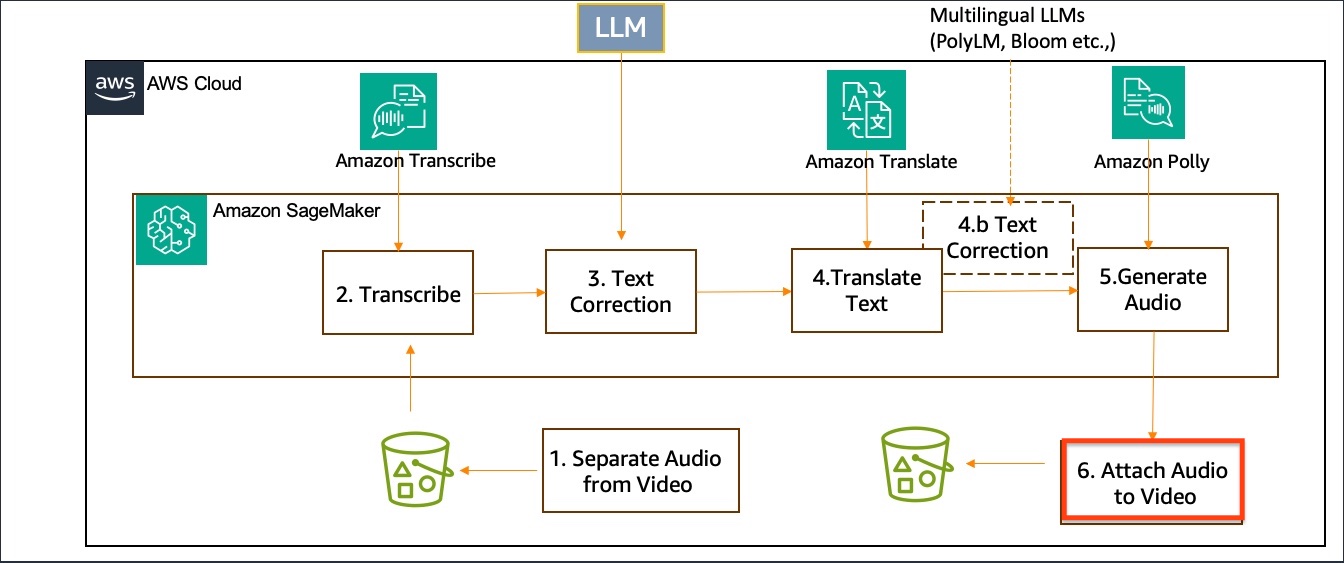 LLM
Multilingual LLMs
(PolyLM, Bloom etc.,)
aws
AWS Cloud
Amazon Transcribe
Amazon Translate
Amazon Polly
Amazon SageMaker
2. Transcribe
3. Text
Correction
4.Translate
Text
4.b Text
Correction
5.Generate
Audio
1. Separate Audio
from Video
6. Attach Audio
to Video
A
文